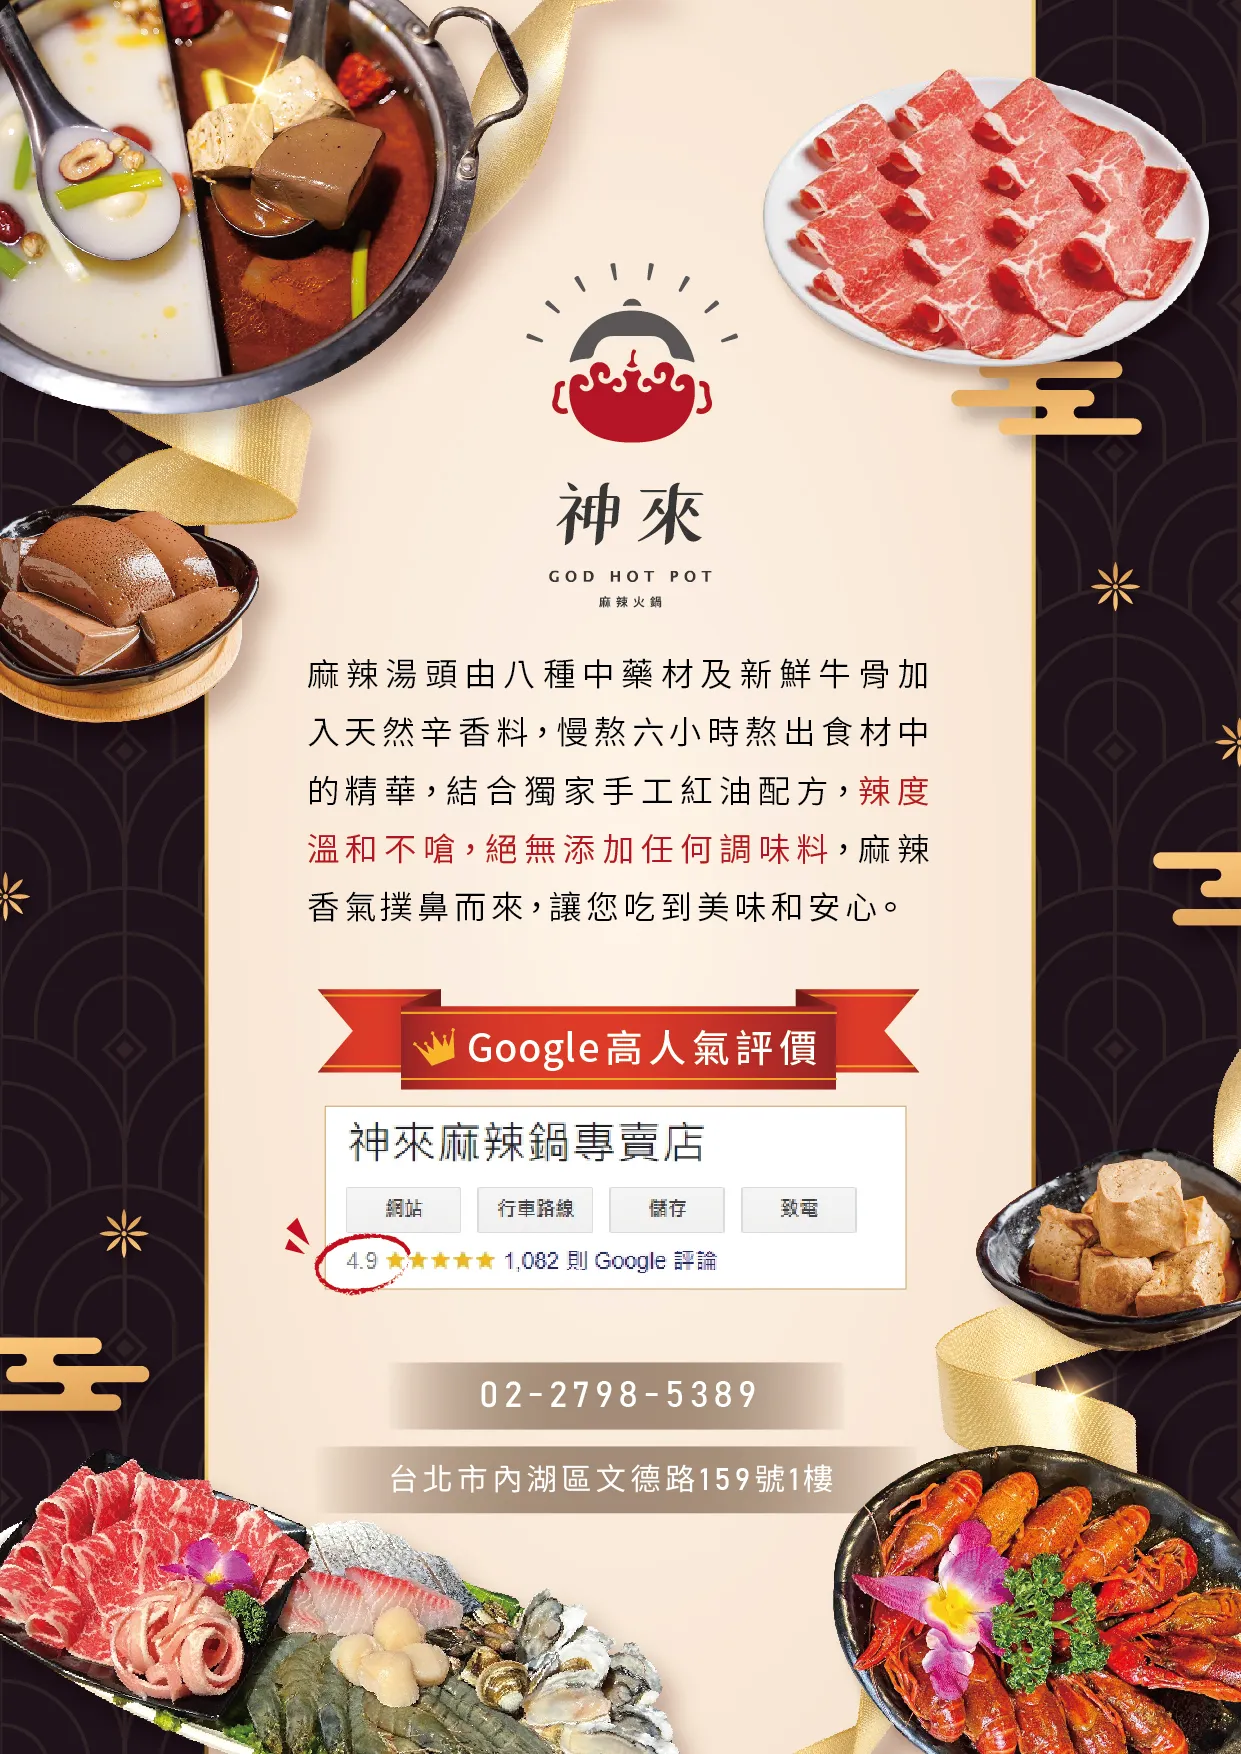 神來
GOD HOT POT
麻辣火鍋
麻辣湯頭由八種中藥材及新鮮牛骨加
入天然辛香料,慢熬六小時熬出食材中
的精華,結合獨家手工紅油配方,辣度
溫和不嗆,絕無添加任何調味料,麻辣
香氣撲鼻而來,讓您吃到美味和安心。
Google高人氣評價
神來麻辣鍋專賣店
網站 行車路線 儲存 致電
4.9 ★★★★★ 1,082 則 Google 評論
02-2798-5389
台北市內湖區文德路159號1樓